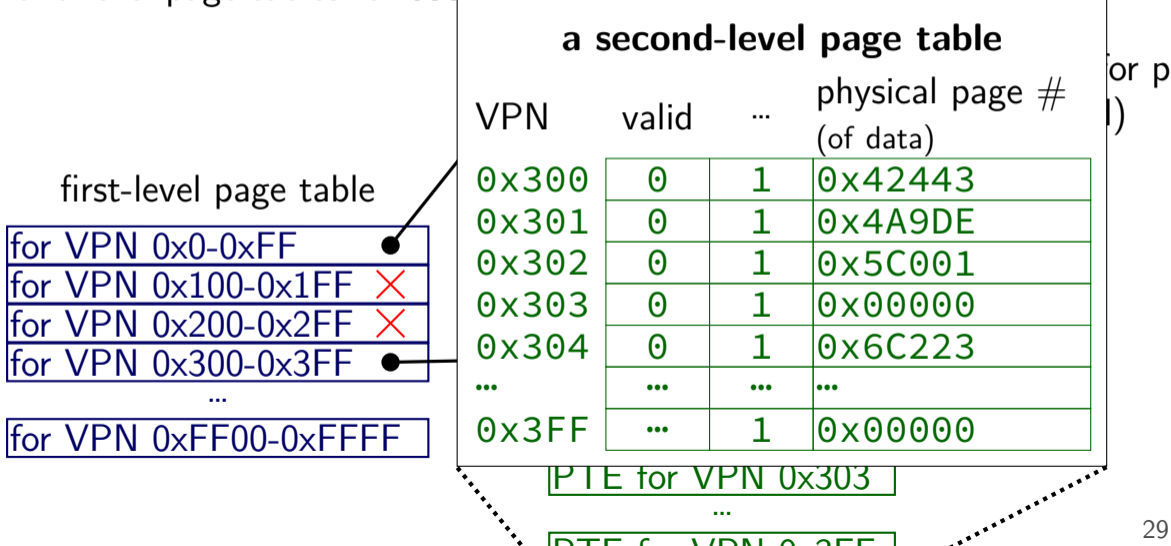 a second-level page table
VPN valid ... physical page #
(of data)
0x300 0 1 0x42443
0x301 0 1 0x4A9DE
0x302 0 1 0x5C001
0x303 0 1 0x00000
0x304 0 1 0x6C223
... ... ... ...
0x3FF ... 1 0x00000
or p
)
first-level page table
for VPN 0x0-0xFF
for VPN 0x100-0x1FF
for VPN 0x200-0x2FF
for VPN 0x300-0x3FF
...
for VPN 0xFF00-0xFFFF
PTE for VPN 0x303
...
29